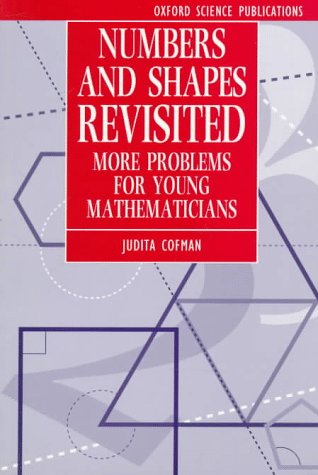 OXFORD SCIENCE PUBLICATIONS
NUMBERS
AND SHAPES
REVISITED
MORE PROBLEMS
FOR YOUNG
MATHEMATICIANS
JUDITA COFMAN